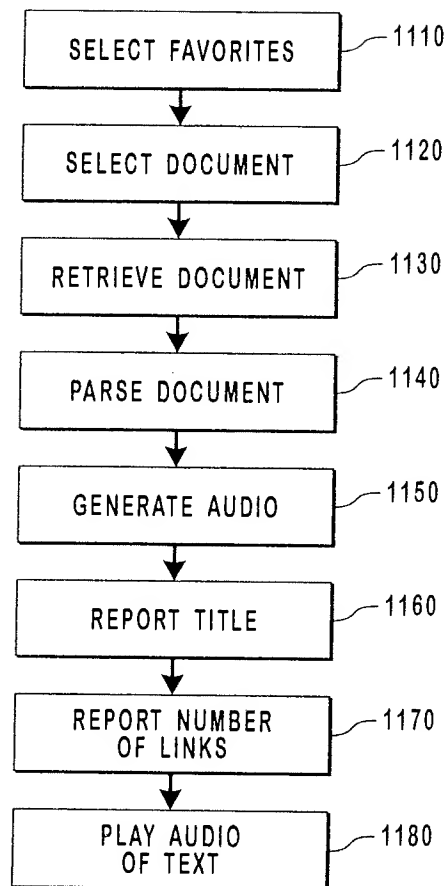 SELECT FAVORITES
1110
SELECT DOCUMENT
1120
RETRIEVE DOCUMENT
1130
PARSE DOCUMENT
1140
GENERATE AUDIO
1150
REPORT TITLE
1160
REPORT NUMBER
OF LINKS
1170
PLAY AUDIO
OF TEXT
1180